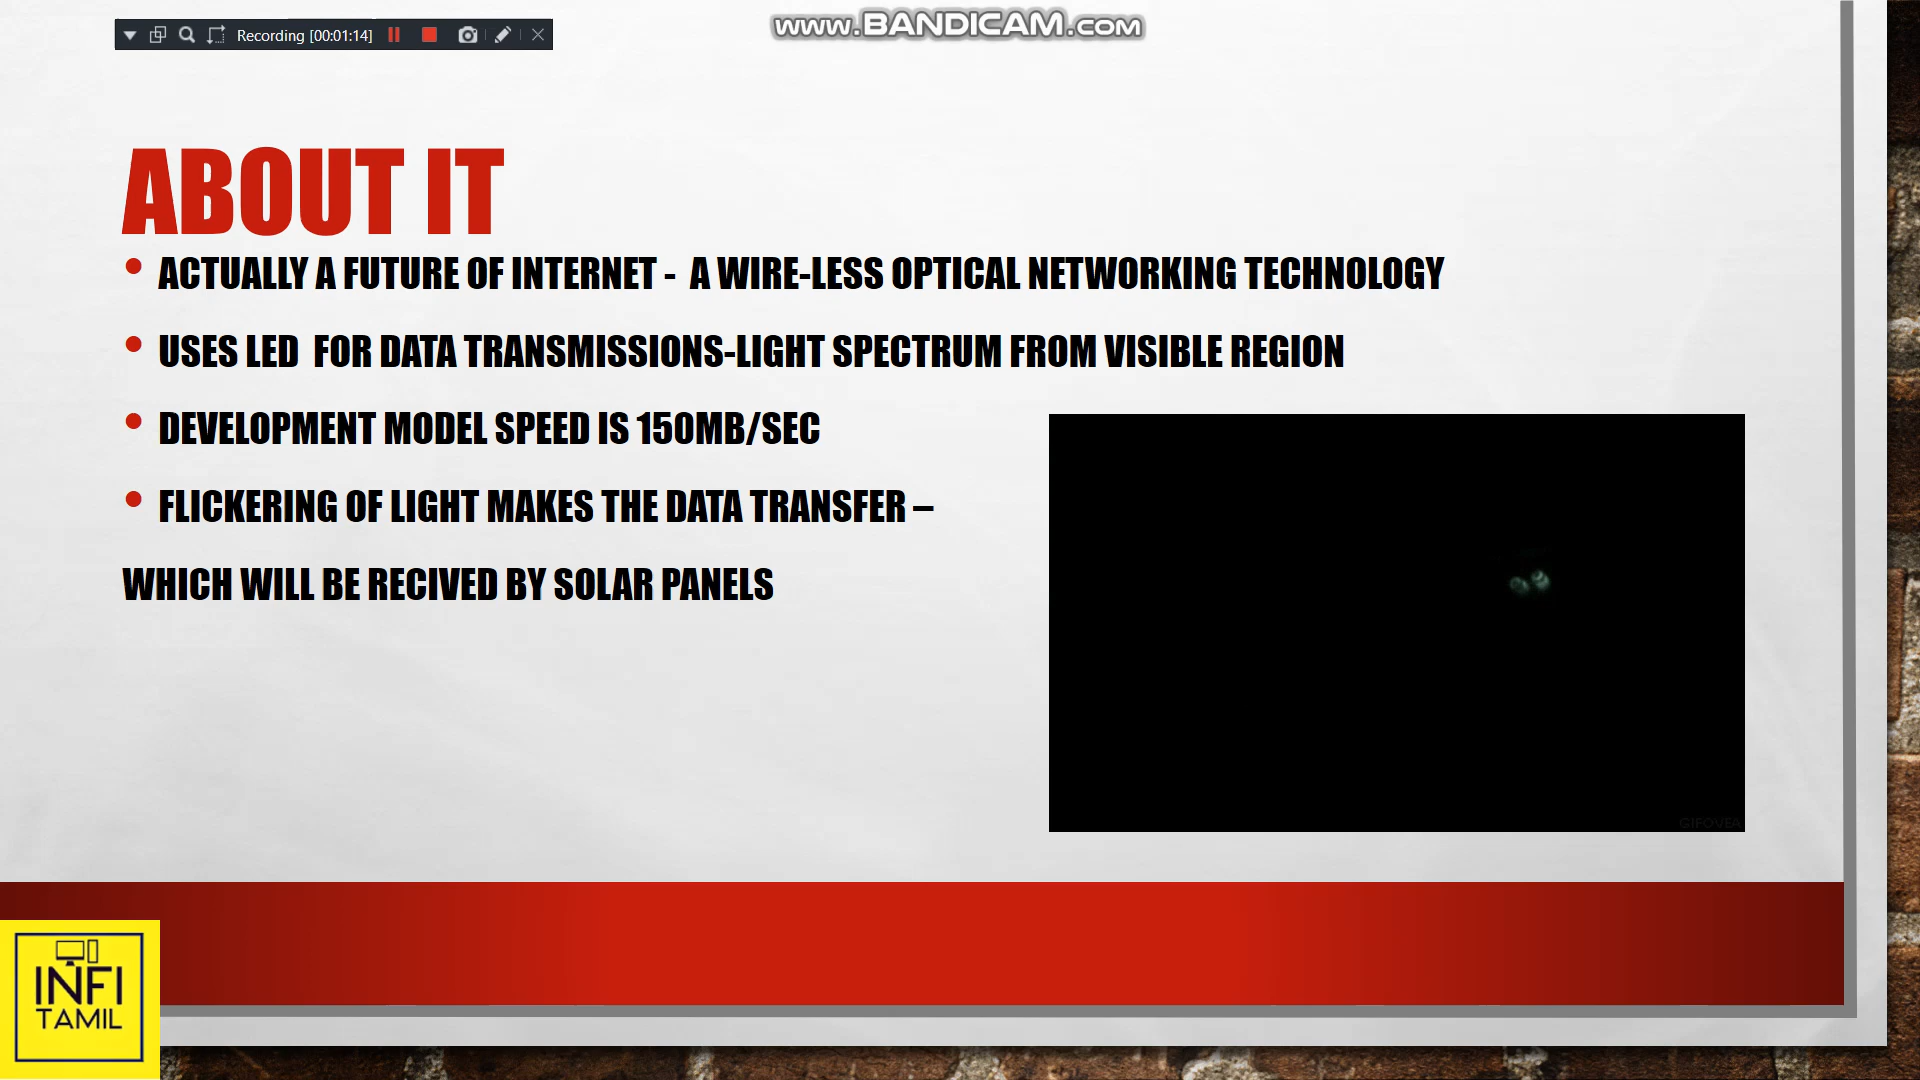 Recording [00:01:14]
www.BANDICAM.com
ABOUT IT
• ACTUALLY A FUTURE OF INTERNET - A WIRE-LESS OPTICAL NETWORKING TECHNOLOGY
• USES LED FOR DATA TRANSMISSIONS-LIGHT SPECTRUM FROM VISIBLE REGION
• DEVELOPMENT MODEL SPEED IS 150MB/SEC
• FLICKERING OF LIGHT MAKES THE DATA TRANSFER –
WHICH WILL BE RECIVED BY SOLAR PANELS
GIFOVEA
INFI
TAMIL